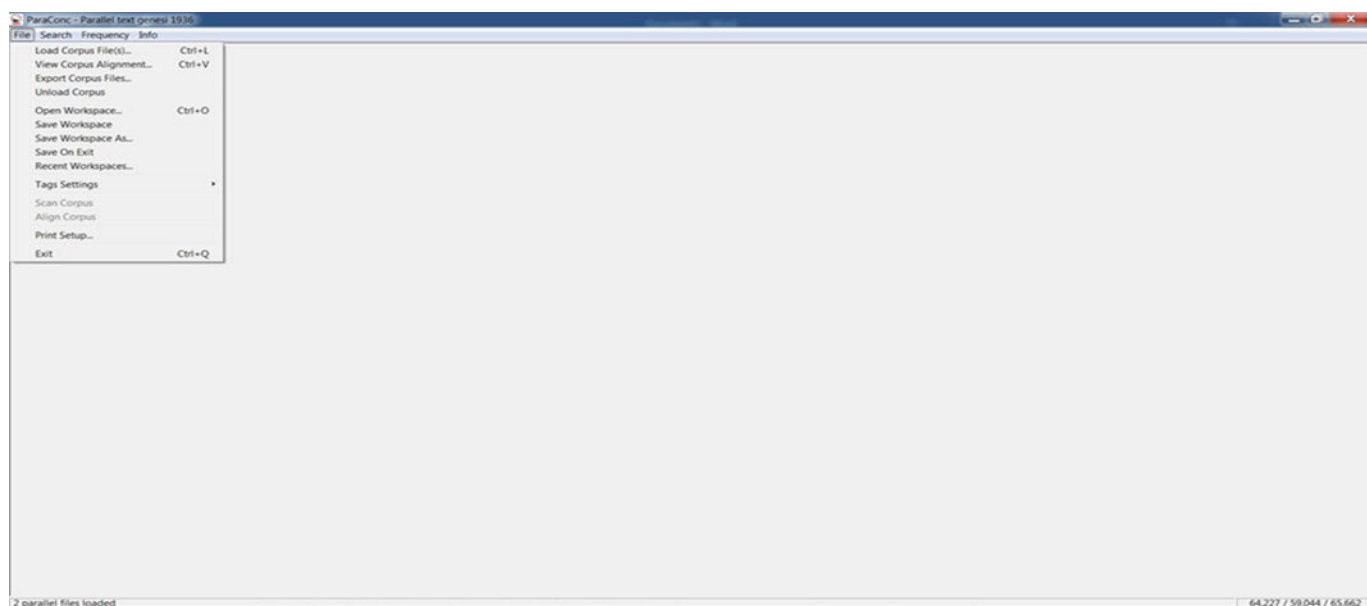 ParaConc - Parallel text genesi 1936
File Search Frequency Info
Load Corpus File(s)... Ctrl+L
View Corpus Alignment... Ctrl+V
Export Corpus Files...
Unload Corpus
Open Workspace... Ctrl+O
Save Workspace
Save Workspace As...
Save On Exit
Recent Workspaces...
Tags Settings
Scan Corpus
Align Corpus
Print Setup...
Exit Ctrl+Q
2 parallel files loaded 64,227 / 59,044 / 65,662